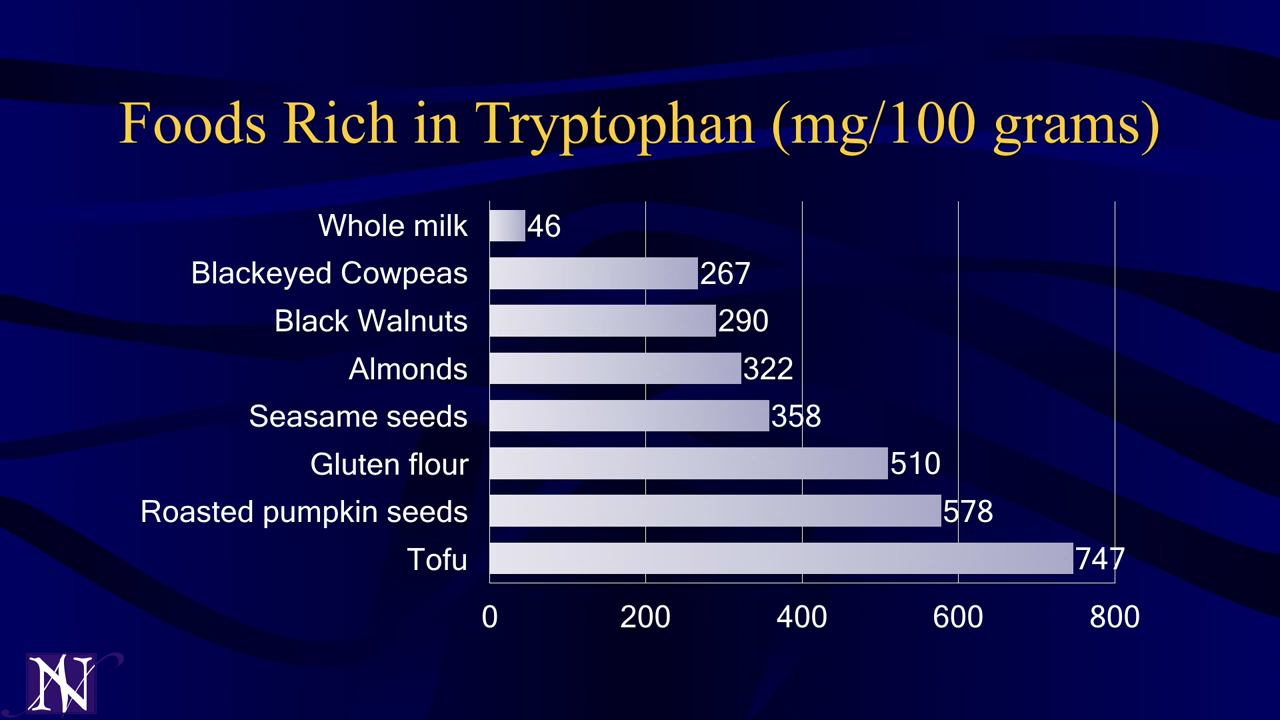 Foods Rich in Tryptophan (mg/100 grams)
Whole milk 46
Blackeyed Cowpeas 267
Black Walnuts 290
Almonds 322
Seasame seeds 358
Gluten flour 510
Roasted pumpkin seeds 578
Tofu 747
0 200 400 600 800
N